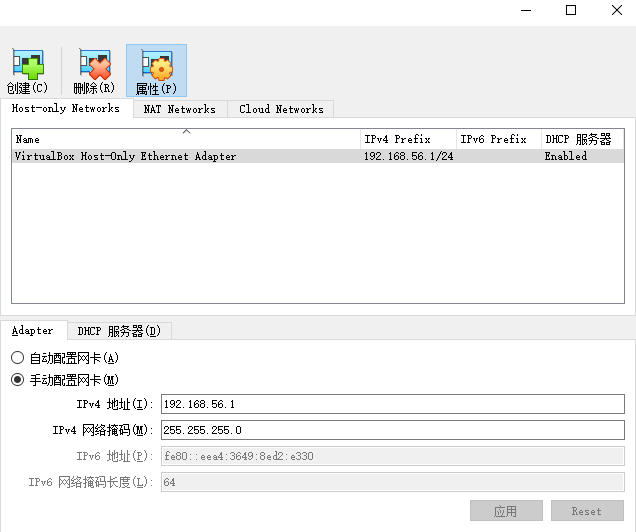 创建(C) 删除(R) 属性(P)
Host-only Networks NAT Networks Cloud Networks
Name IPv4 Prefix IPv6 Prefix DHCP 服务器
VirtualBox Host-Only Ethernet Adapter 192.168.56.1/24 Enabled
Adapter DHCP 服务器(D)
自动配置网卡(A)
手动配置网卡(M)
IPv4 地址(I): 192.168.56.1
IPv4 网络掩码(M): 255.255.255.0
IPv6 地址(P): fe80::eea4:3649:8ed2:e330
IPv6 网络掩码长度(L): 64
应用 Reset